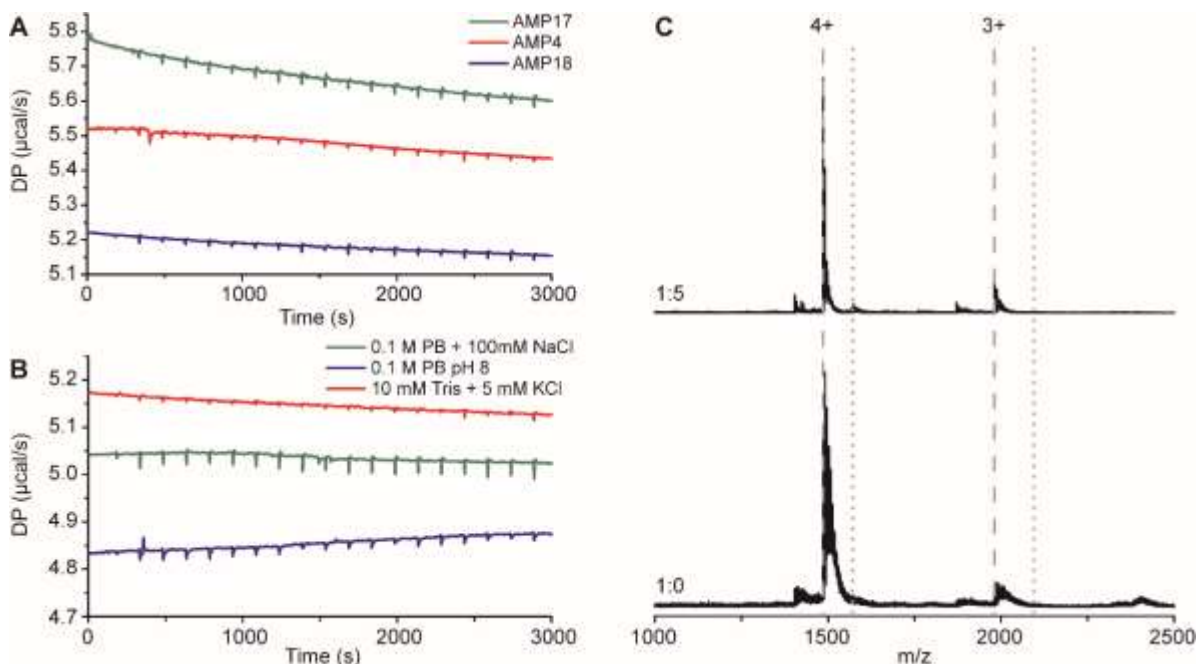 A
AMP17
AMP4
AMP18
DP (µcal/s)
5.8
5.7
5.6
5.5
5.4
5.3
5.2
5.1
0 1000 2000 3000
Time (s)
B
0.1 M PB + 100mM NaCl
0.1 M PB pH 8
10 mM Tris + 5 mM KCl
DP (µcal/s)
5.2
5.1
5.0
4.9
4.8
4.7
0 1000 2000 3000
Time (s)
C
4+ 3+
1:5
1:0
1000 1500 2000 2500
m/z